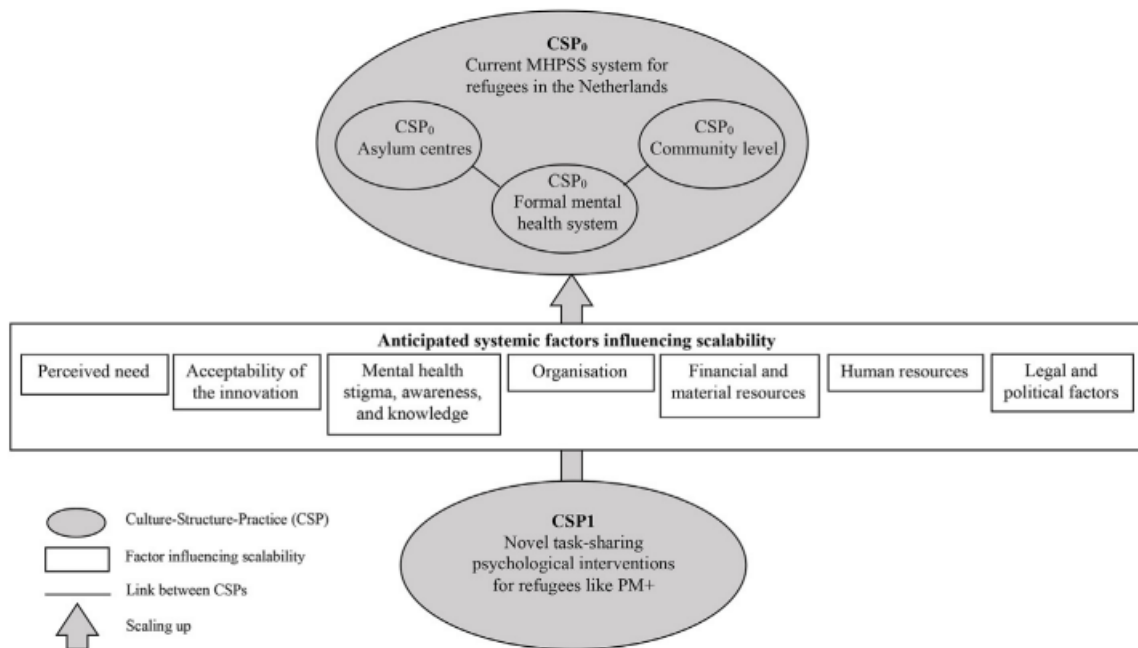 CSP₀
Current MHPSS system for
refugees in the Netherlands
CSP₀
Asylum centres
CSP₀
Community level
CSP₀
Formal mental
health system
Anticipated systemic factors influencing scalability
Perceived need
Acceptability of
the innovation
Mental health
stigma, awareness,
and knowledge
Organisation
Financial and
material resources
Human resources
Legal and
political factors
CSP1
Novel task-sharing
psychological interventions
for refugees like PM+
Culture-Structure-Practice (CSP)
Factor influencing scalability
Link between CSPs
Scaling up